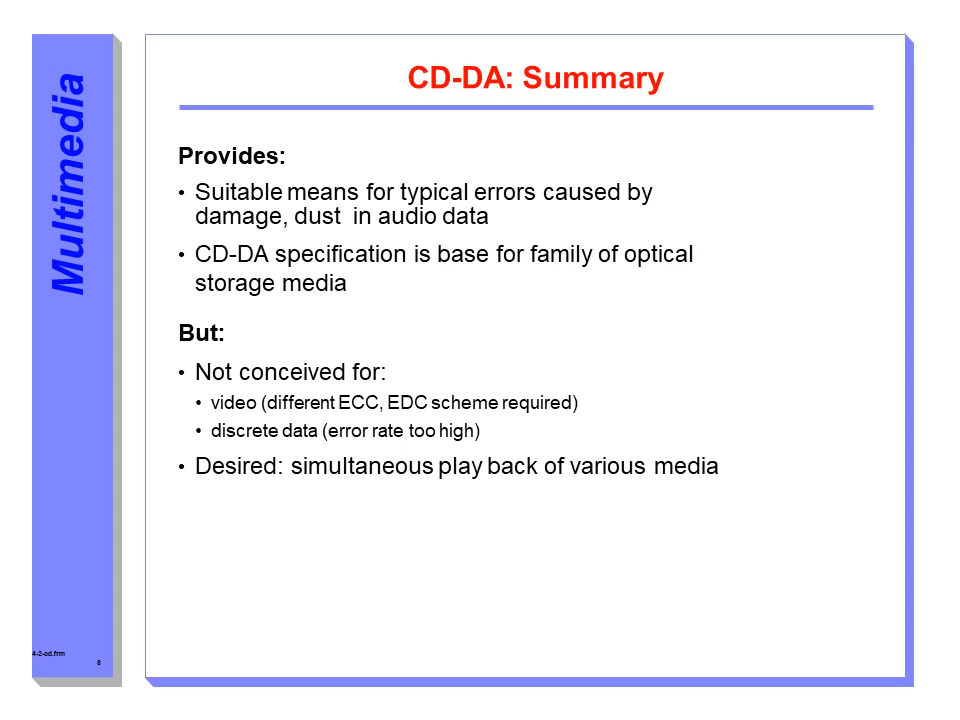 Multimedia
CD-DA: Summary
Provides:
• Suitable means for typical errors caused by
damage, dust in audio data
• CD-DA specification is base for family of optical
storage media
But:
• Not conceived for:
• video (different ECC, EDC scheme required)
• discrete data (error rate too high)
• Desired: simultaneous play back of various media
4-2-cd.frm
8